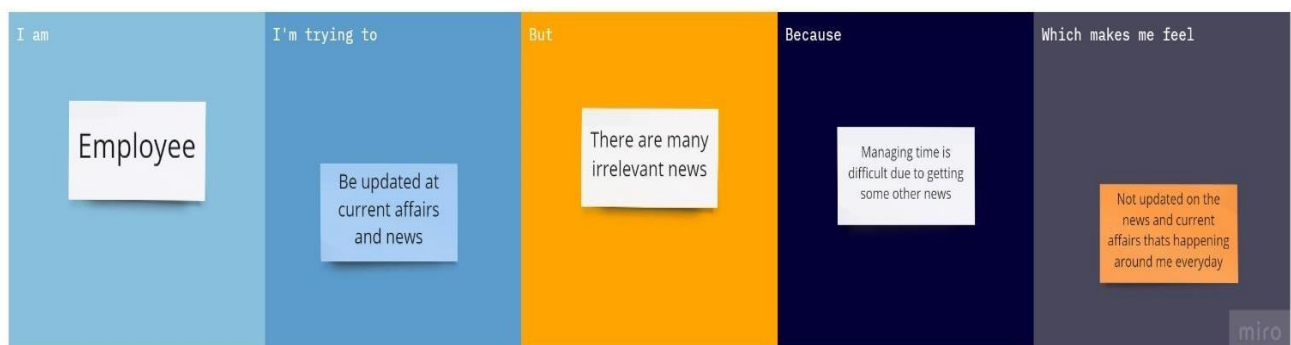 I am
Employee
I'm trying to
Be updated at
current affairs
and news
But
There are many
irrelevant news
Because
Managing time is
difficult due to getting
some other news
Which makes me feel
Not updated on the
news and current
affairs thats happening
around me everyday
miro